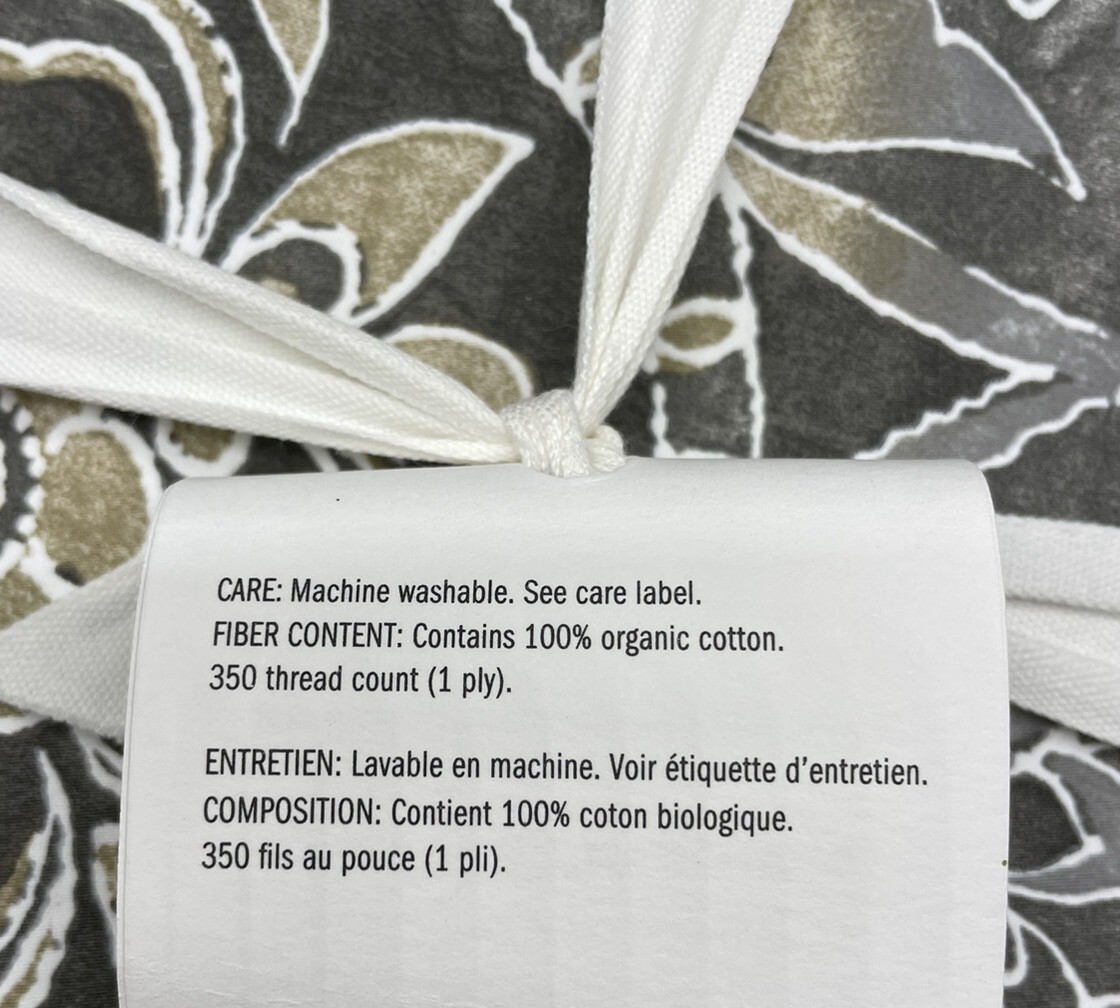 CARE: Machine washable. See care label.
FIBER CONTENT: Contains 100% organic cotton.
350 thread count (1 ply).
ENTRETIEN: Lavable en machine. Voir étiquette d’entretien.
COMPOSITION: Contient 100% coton biologique.
350 fils au pouce (1 pli).